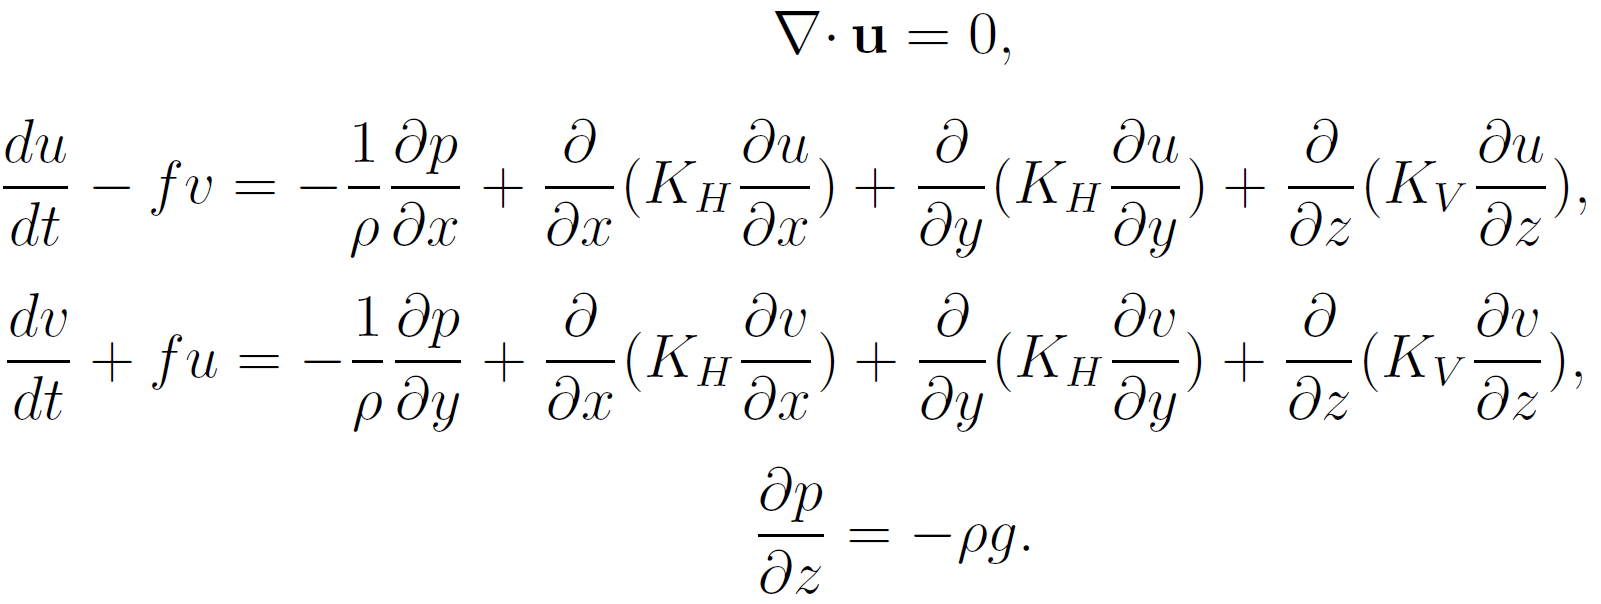 ∇· 𝐮 = 0,
du/dt − fv = −(1/ρ)(∂p/∂x) + ∂/∂x(K_H ∂u/∂x) + ∂/∂y(K_H ∂u/∂y) + ∂/∂z(K_V ∂u/∂z),
dv/dt + fu = −(1/ρ)(∂p/∂y) + ∂/∂x(K_H ∂v/∂x) + ∂/∂y(K_H ∂v/∂y) + ∂/∂z(K_V ∂v/∂z),
∂p/∂z = −ρg.